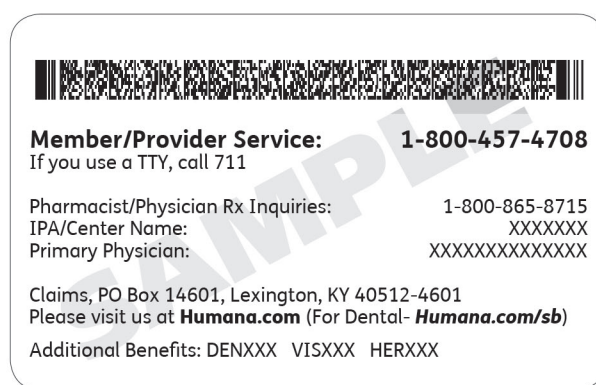 Member/Provider Service: 1-800-457-4708
If you use a TTY, call 711
Pharmacist/Physician Rx Inquiries: 1-800-865-8715
IPA/Center Name: XXXXXXX
Primary Physician: XXXXXXXXXXXXXX
Claims, PO Box 14601, Lexington, KY 40512-4601
Please visit us at Humana.com (For Dental- Humana.com/sb)
Additional Benefits: DENXXX VISXXX HERXXX
SAMPLE